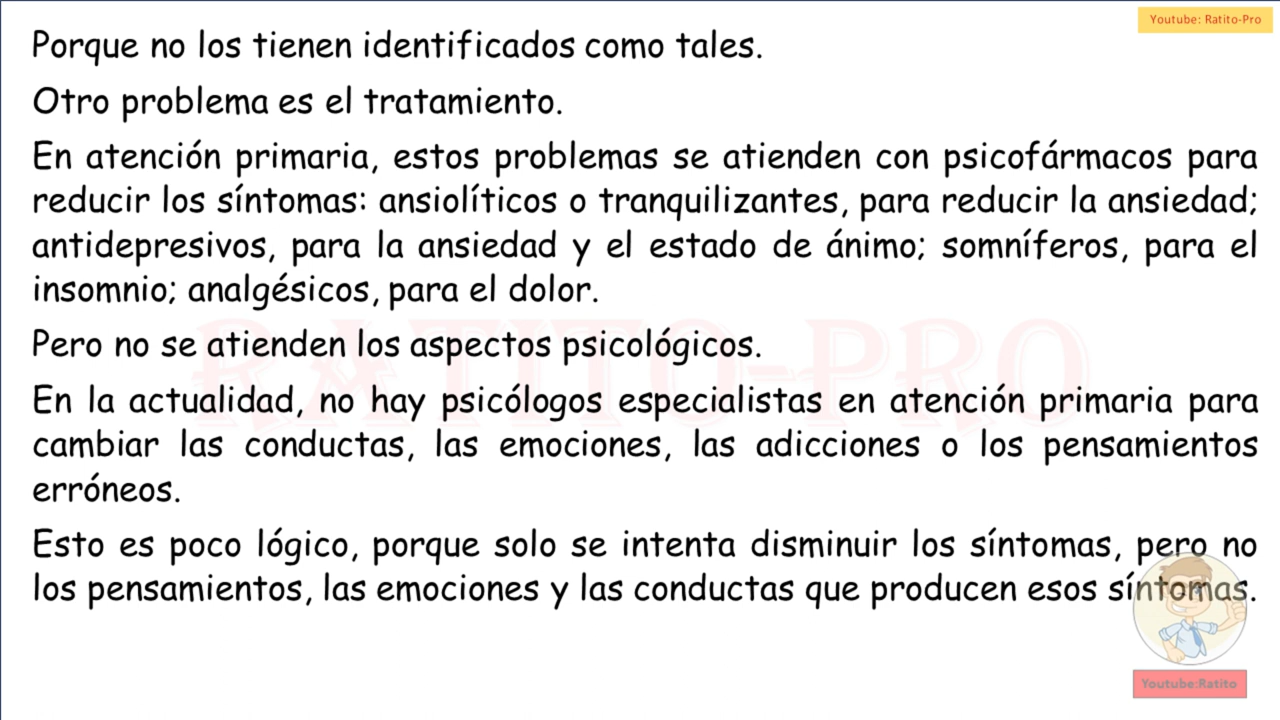 Youtube: Ratito-Pro
Porque no los tienen identificados como tales.
Otro problema es el tratamiento.
En atención primaria, estos problemas se atienden con psicofármacos para
reducir los síntomas: ansiolíticos o tranquilizantes, para reducir la ansiedad;
antidepresivos, para la ansiedad y el estado de ánimo; somníferos, para el
insomnio; analgésicos, para el dolor.
RATITO-PRO
Pero no se atienden los aspectos psicológicos.
En la actualidad, no hay psicólogos especialistas en atención primaria para
cambiar las conductas, las emociones, las adicciones o los pensamientos
erróneos.
Esto es poco lógico, porque solo se intenta disminuir los síntomas, pero no
los pensamientos, las emociones y las conductas que producen esos síntomas.
Youtube:Ratito